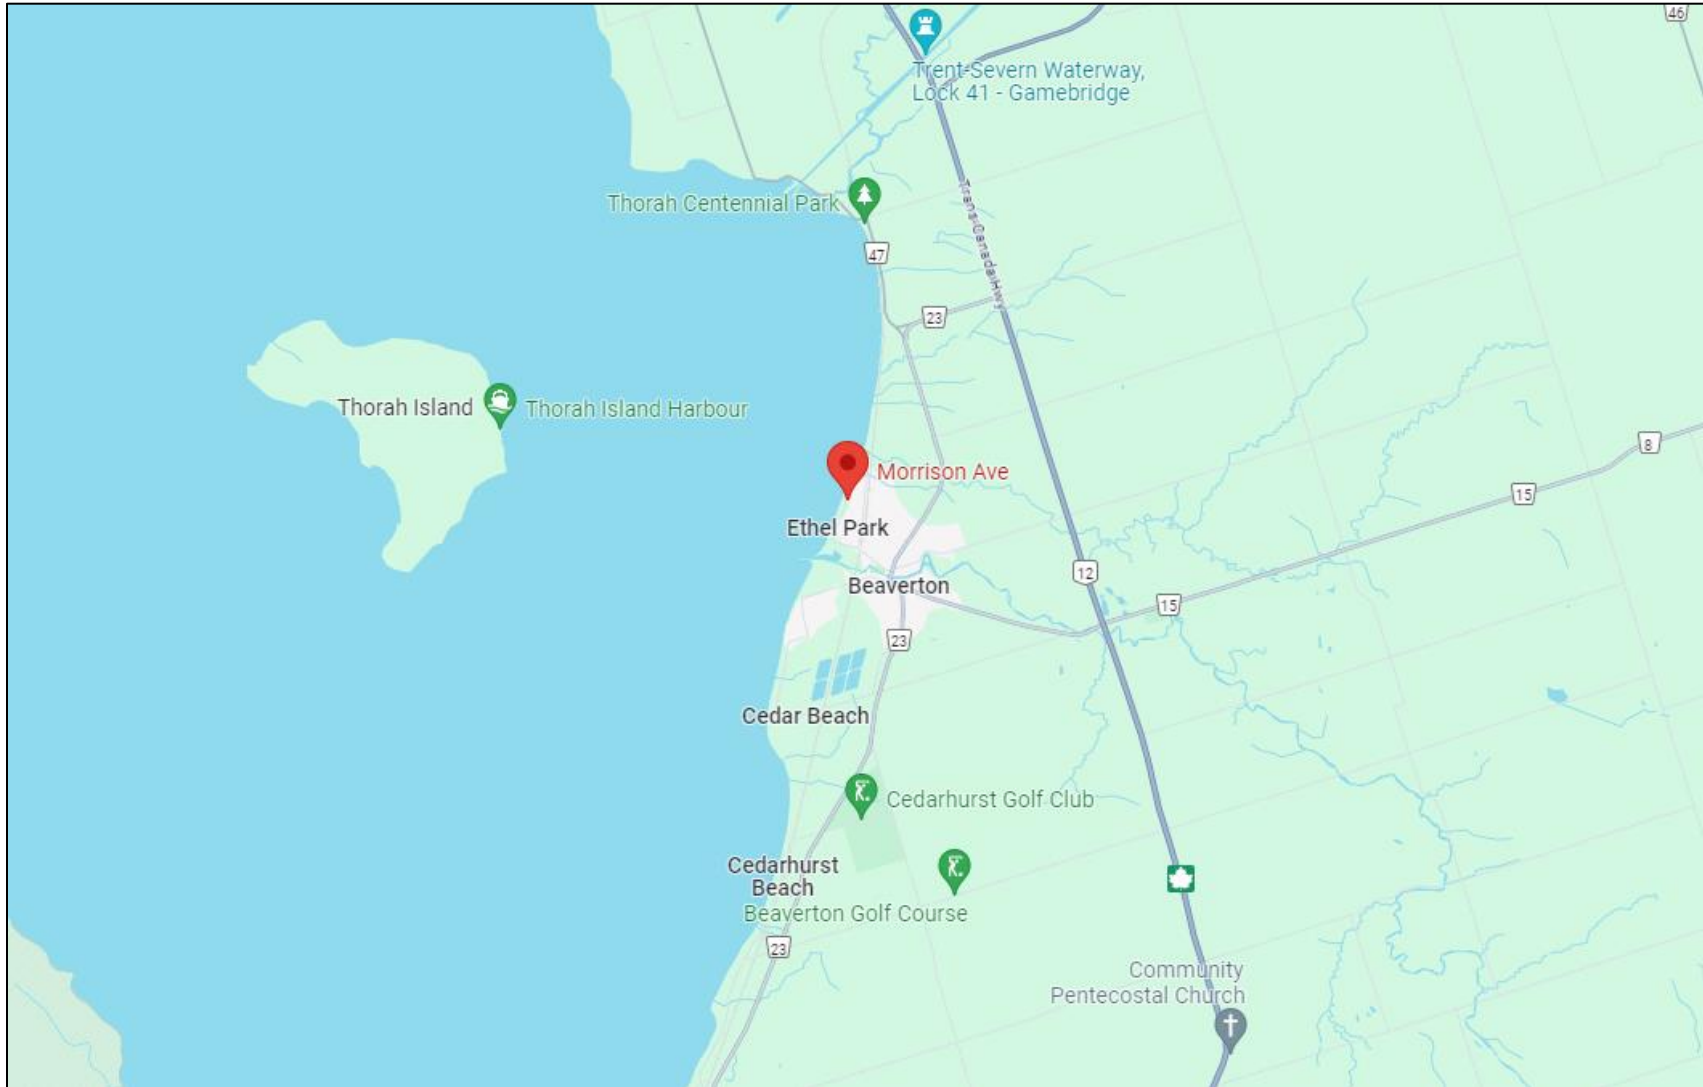 46
Trent-Severn Waterway,
Lock 41 - Gamebridge
Thorah Centennial Park
Trans-Canada Hwy
47
23
Thorah Island
Thorah Island Harbour
Morrison Ave
8
15
Ethel Park
12
Beaverton
15
23
Cedar Beach
Cedarhurst Golf Club
Cedarhurst
Beach
Beaverton Golf Course
23
Community
Pentecostal Church